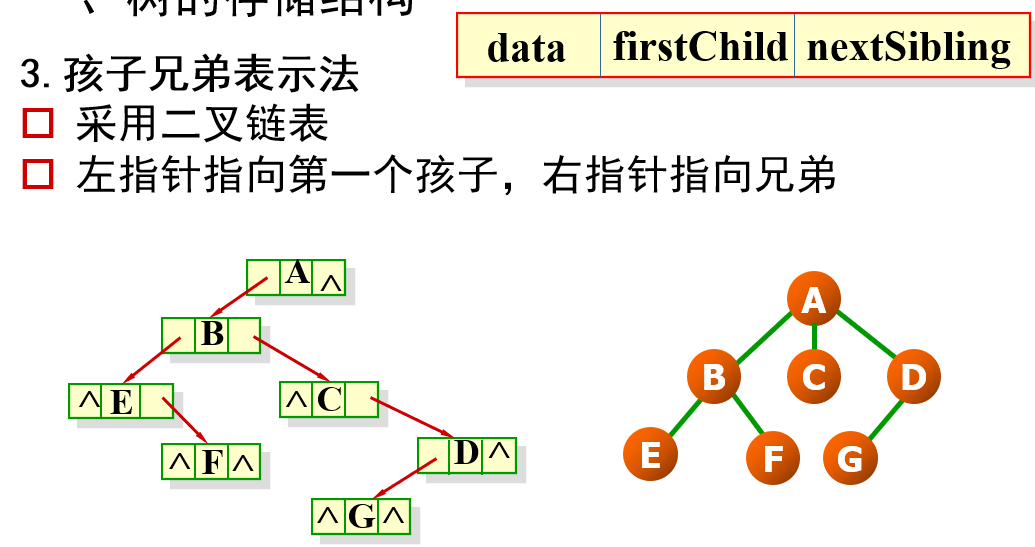 、树的存储结构
data firstChild nextSibling
3.孩子兄弟表示法
采用二叉链表
左指针指向第一个孩子，右指针指向兄弟
A ^
B
^ E
^ C
^ F ^
D ^
^ G ^
A
B C D
E F G